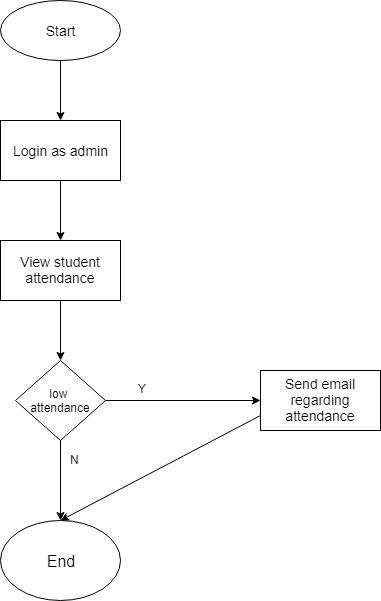 Start
Login as admin
View student
attendance
low
attendance
Y
Send email
regarding
attendance
N
End